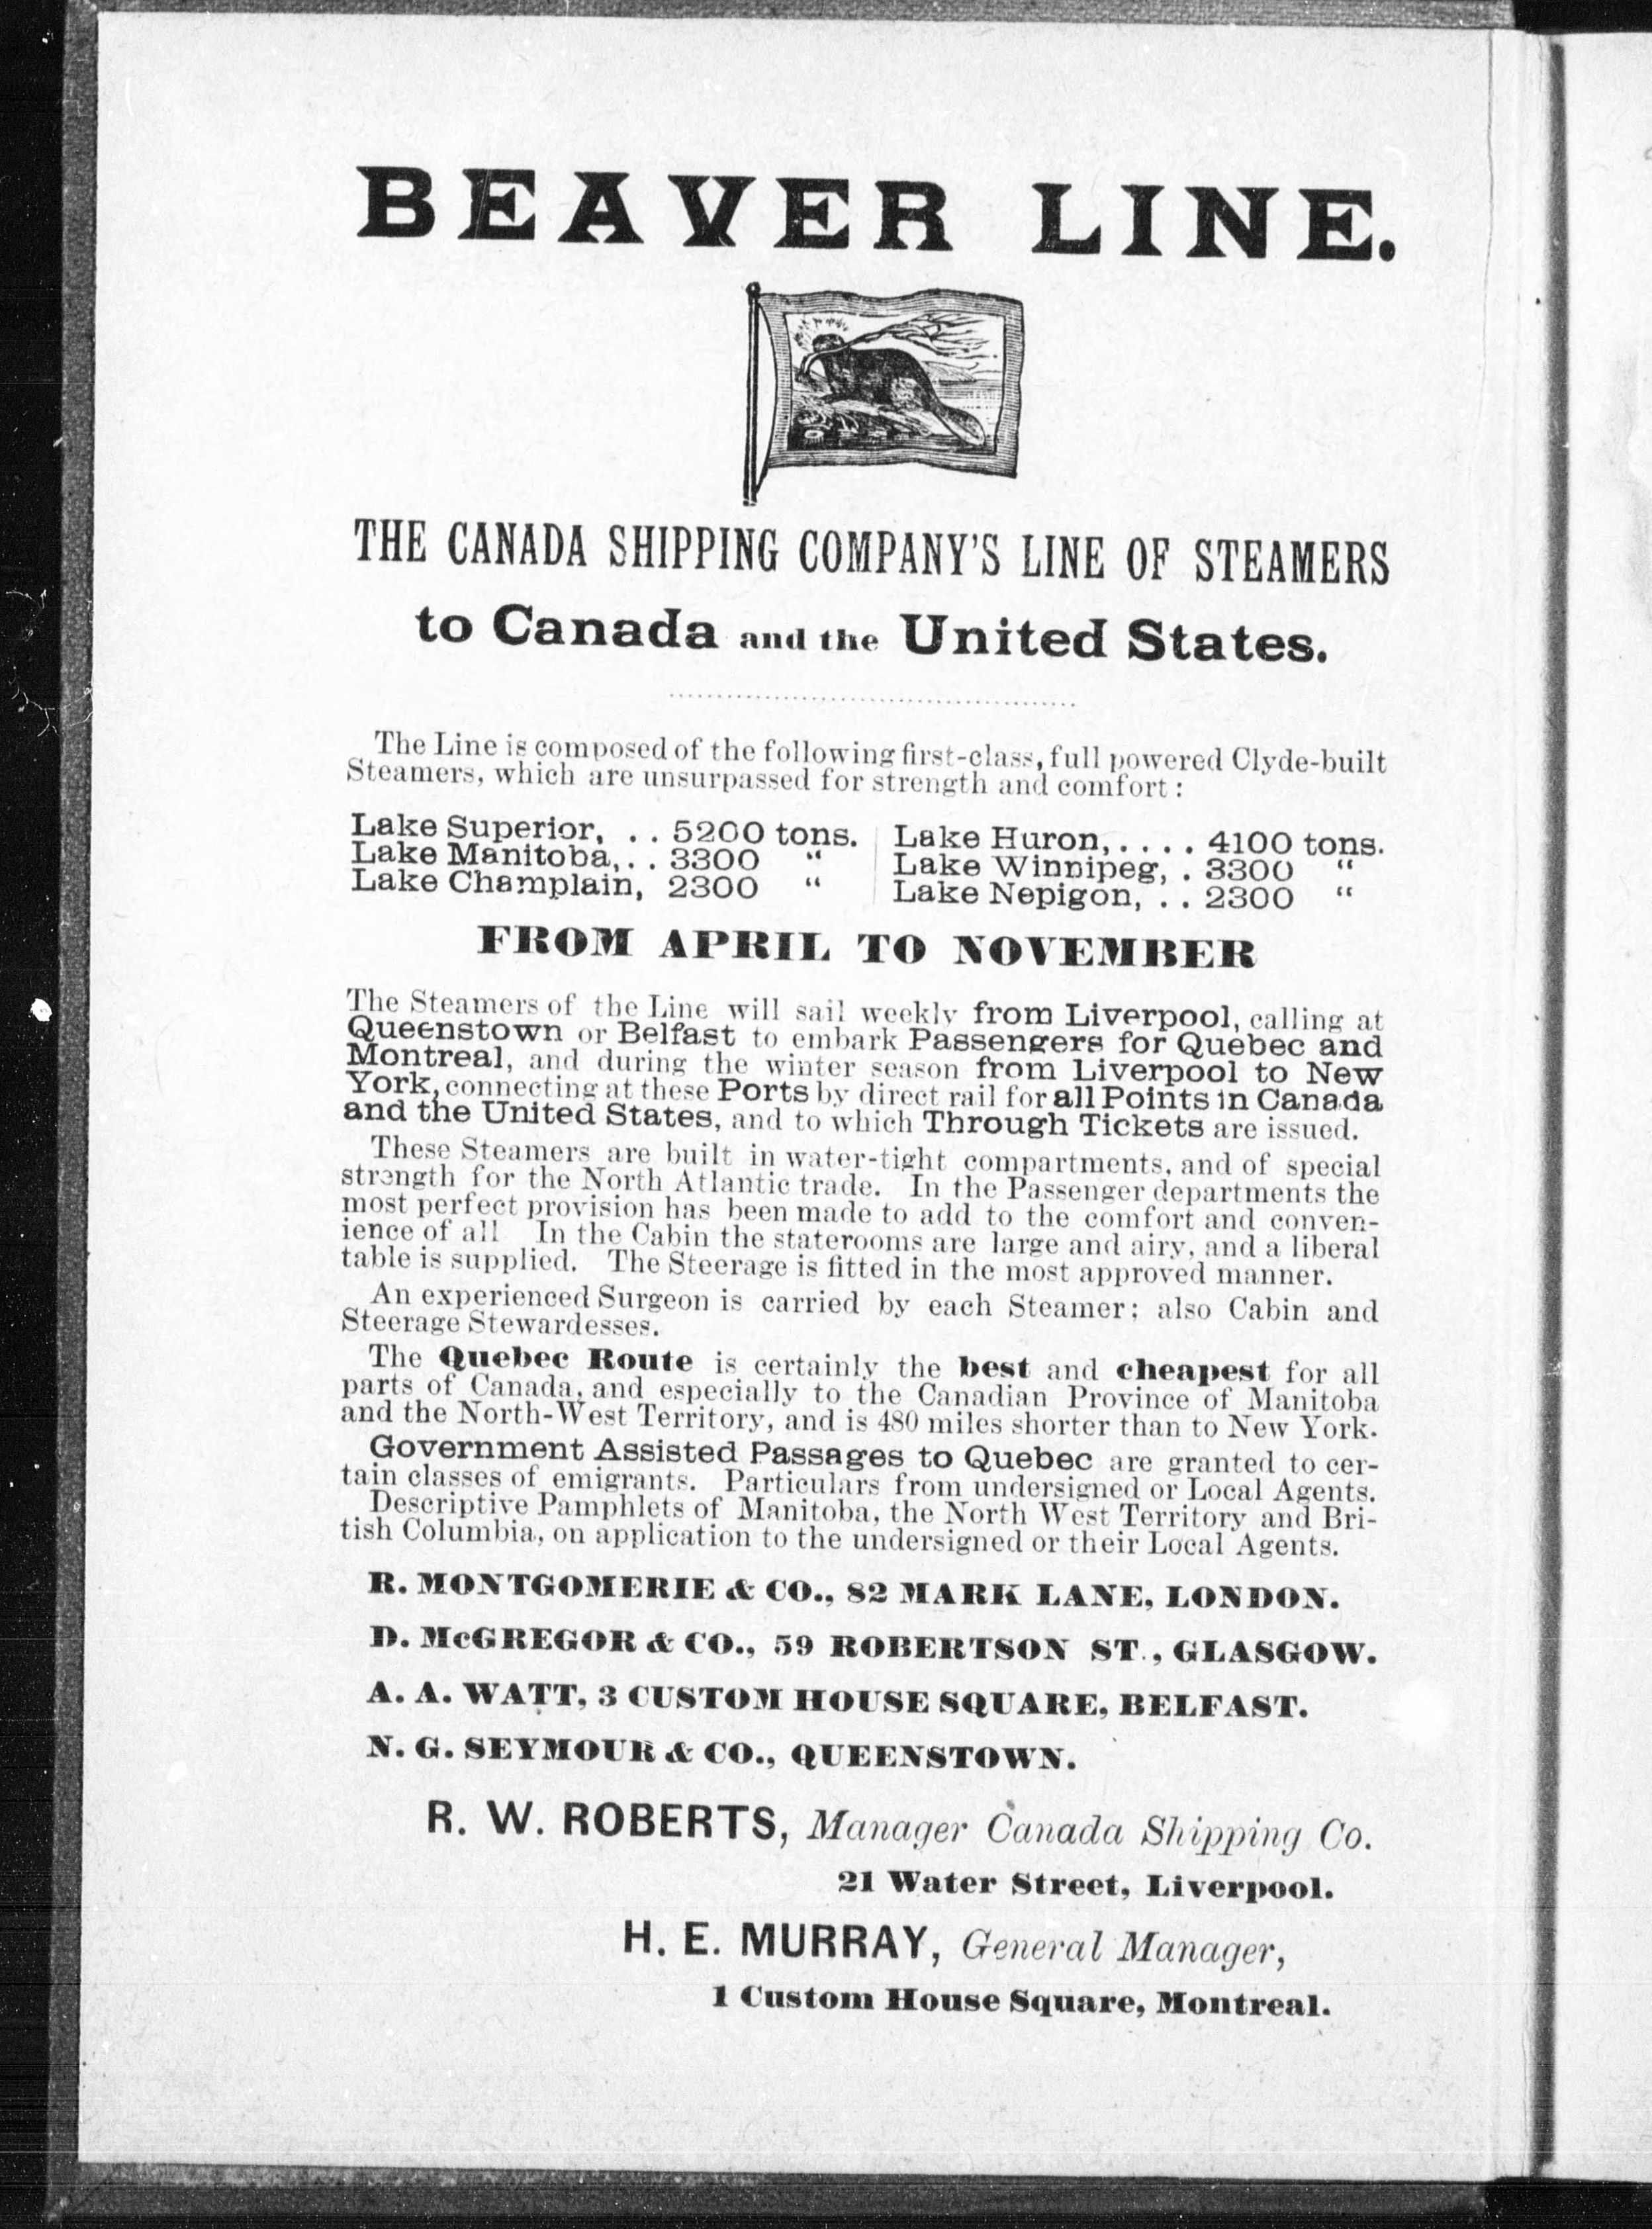 BEAVER LINE.
THE CANADA SHIPPING COMPANY'S LINE OF STEAMERS
to Canada and the United States.
The Line is composed of the following first-class, full powered Clyde-built
Steamers, which are unsurpassed for strength and comfort :
Lake Superior, . . 5200 tons. Lake Huron, . . . . 4100 tons.
Lake Manitoba, . . 3300 " Lake Winnipeg, . 3300 "
Lake Champlain, 2300 " Lake Nepigon, . . 2300 "
FROM APRIL TO NOVEMBER
The Steamers of the Line will sail weekly from Liverpool, calling at
Queenstown or Belfast to embark Passengers for Quebec and
Montreal, and during the winter season from Liverpool to New
York, connecting at these Ports by direct rail for all Points in Canada
and the United States, and to which Through Tickets are issued.
These Steamers are built in water-tight compartments, and of special
strength for the North Atlantic trade. In the Passenger departments the
most perfect provision has been made to add to the comfort and conven-
ience of all In the Cabin the staterooms are large and airy, and a liberal
table is supplied. The Steerage is fitted in the most approved manner.
An experienced Surgeon is carried by each Steamer; also Cabin and
Steerage Stewardesses.
The Quebec Route is certainly the best and cheapest for all
parts of Canada, and especially to the Canadian Province of Manitoba
and the North-West Territory, and is 480 miles shorter than to New York.
Government Assisted Passages to Quebec are granted to cer-
tain classes of emigrants. Particulars from undersigned or Local Agents.
Descriptive Pamphlets of Manitoba, the North West Territory and Bri-
tish Columbia, on application to the undersigned or their Local Agents.
R. MONTGOMERIE & CO., 82 MARK LANE, LONDON.
D. McGREGOR & CO., 59 ROBERTSON ST., GLASGOW.
A. A. WATT, 3 CUSTOM HOUSE SQUARE, BELFAST.
N. G. SEYMOUR & CO., QUEENSTOWN.
R. W. ROBERTS, Manager Canada Shipping Co.
21 Water Street, Liverpool.
H. E. MURRAY, General Manager,
1 Custom House Square, Montreal.